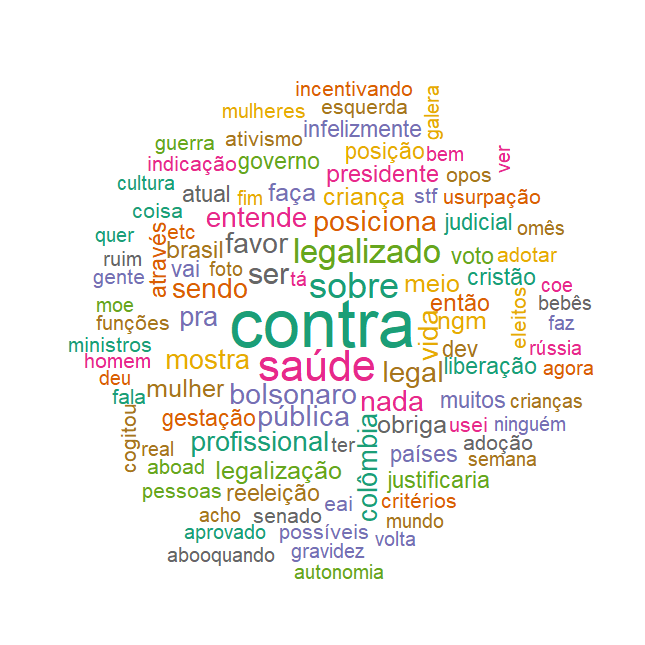 incentivando
mulheres esquerda galera
guerra ativismo infelizmente
indicação governo posição bem ver
cultura atual fim faça criança presidente stf opos usurpação
coisa entende posiciona judicial omês
quer através etc brasil favor legalizado voto adotar
ruim vai foto ser tá sobre meio cristão coe
gente sendo então eleitos bebês
moe funções pra contra vida ngm faz
ministros mostra saúde legal dev liberação rússia
homem agora
deu fala mulher bolsonaro nada muitos crianças
cogitou gestação pública colômbia obriga usei ninguém
real profissional ter países adoção semana
aboad legalização justificaria
pessoas reeleição eai critérios
acho senado possíveis mundo
aprovado volta
abooquando gravidez
autonomia